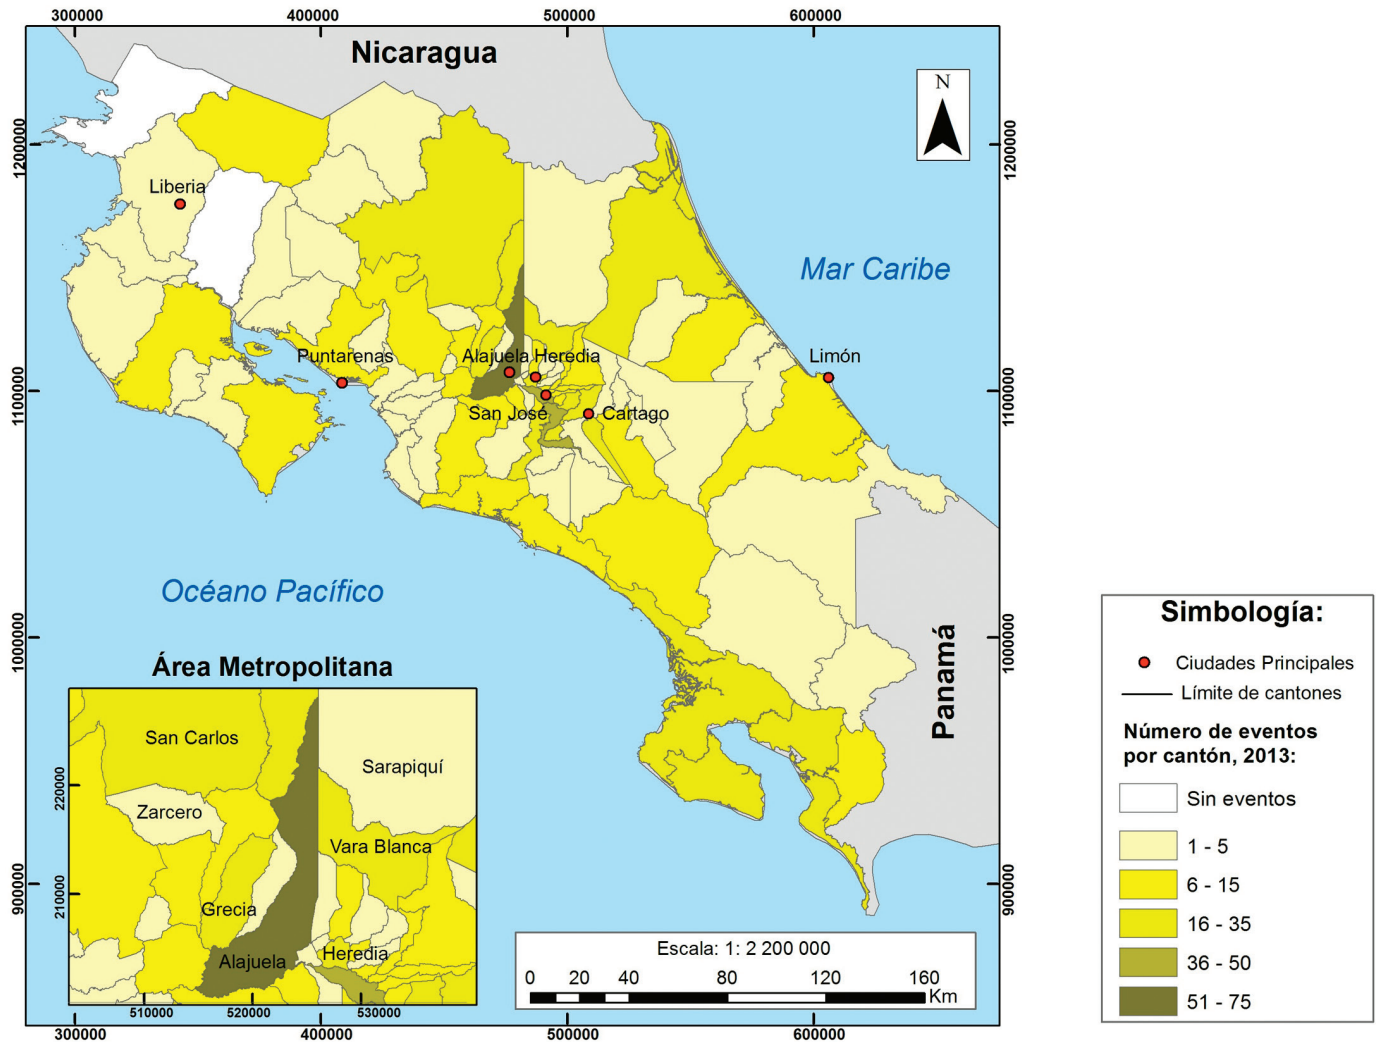 300000
400000
500000
600000
Nicaragua
N
1200000
1200000
Liberia
Mar Caribe
Puntarenas
Alajuela
Heredia
Limón
1100000
1100000
San José
Cartago
Océano Pacífico
1000000
1000000
Panamá
Área Metropolitana
San Carlos
Sarapiquí
220000
Zarcero
Vara Blanca
210000
Grecia
Heredia
Alajuela
510000
520000
530000
900000
900000
Escala: 1: 2 200 000
0 20 40 80 120 160
Km
300000
400000
500000
600000
Simbología:
Ciudades Principales
Límite de cantones
Número de eventos
por cantón, 2013:
Sin eventos
1 - 5
6 - 15
16 - 35
36 - 50
51 - 75